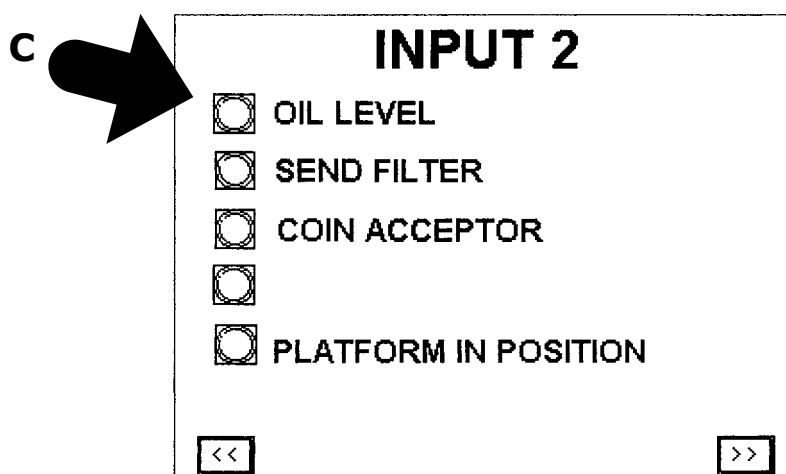 C
INPUT 2
OIL LEVEL
SEND FILTER
COIN ACCEPTOR
PLATFORM IN POSITION
<< >>